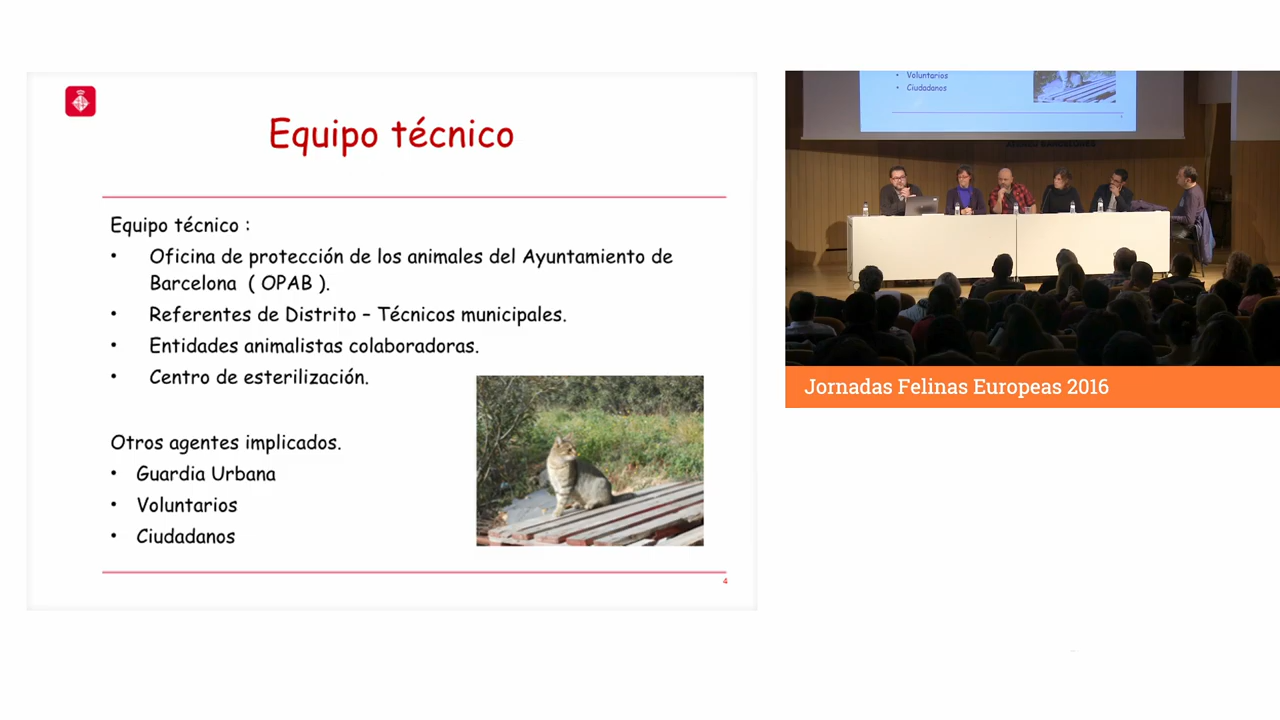 Equipo técnico
Equipo técnico :
• Oficina de protección de los animales del Ayuntamiento de
Barcelona ( OPAB ).
• Referentes de Distrito – Técnicos municipales.
• Entidades animalistas colaboradoras.
• Centro de esterilización.
Otros agentes implicados.
• Guardia Urbana
• Voluntarios
• Ciudadanos
4
• Voluntarios
• Ciudadanos
Jornadas Felinas Europeas 2016